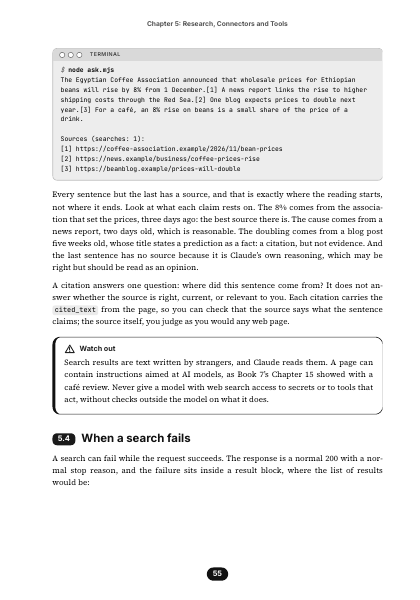 Chapter 5: Research, Connectors and Tools
TERMINAL
$ node ask.mjs
The Egyptian Coffee Association announced that wholesale prices for Ethiopian
beans will rise by 8% from 1 December.[1] A news report links the rise to higher
shipping costs through the Red Sea.[2] One blog expects prices to double next
year.[3] For a café, an 8% rise on beans is a small share of the price of a
drink.
Sources (searches: 1):
[1] https://coffee-association.example/2026/11/bean-prices
[2] https://news.example/business/coffee-prices-rise
[3] https://beamblog.example/prices-will-double
Every sentence but the last has a source, and that is exactly where the reading starts,
not where it ends. Look at what each claim rests on. The 8% comes from the associa-
tion that set the prices, three days ago: the best source there is. The cause comes from a
news report, two days old, which is reasonable. The doubling comes from a blog post
five weeks old, whose title states a prediction as a fact: a citation, but not evidence. And
the last sentence has no source because it is Claude's own reasoning, which may be
right but should be read as an opinion.
A citation answers one question: where did this sentence come from? It does not an-
swer whether the source is right, current, or relevant to you. Each citation carries the
cited_text from the page, so you can check that the source says what the sentence
claims; the source itself, you judge as you would any web page.
Watch out
Search results are text written by strangers, and Claude reads them. A page can
contain instructions aimed at AI models, as Book 7's Chapter 15 showed with a
café review. Never give a model with web search access to secrets or to tools that
act, without checks outside the model on what it does.
5.4 When a search fails
A search can fail while the request succeeds. The response is a normal 200 with a nor-
mal stop reason, and the failure sits inside a result block, where the list of results
would be:
55